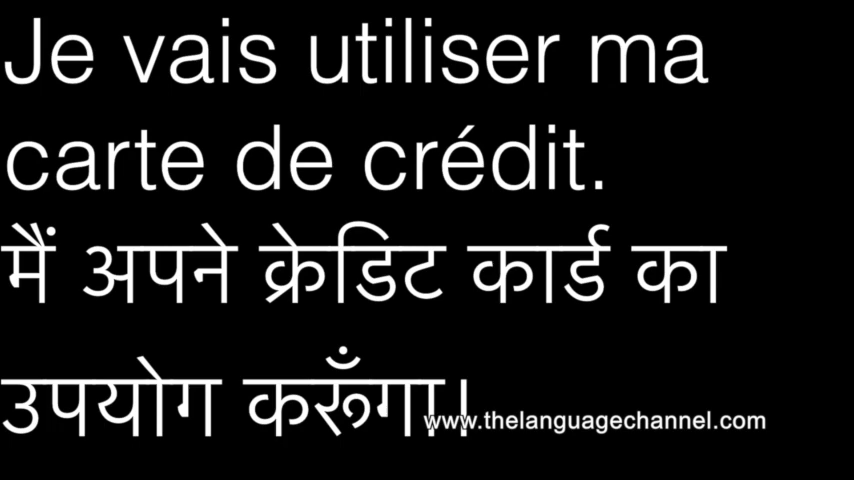 Je vais utiliser ma
carte de crédit.
मैं अपने क्रेडिट कार्ड का
उपयोग करूँगा।
www.thelanguagechannel.com